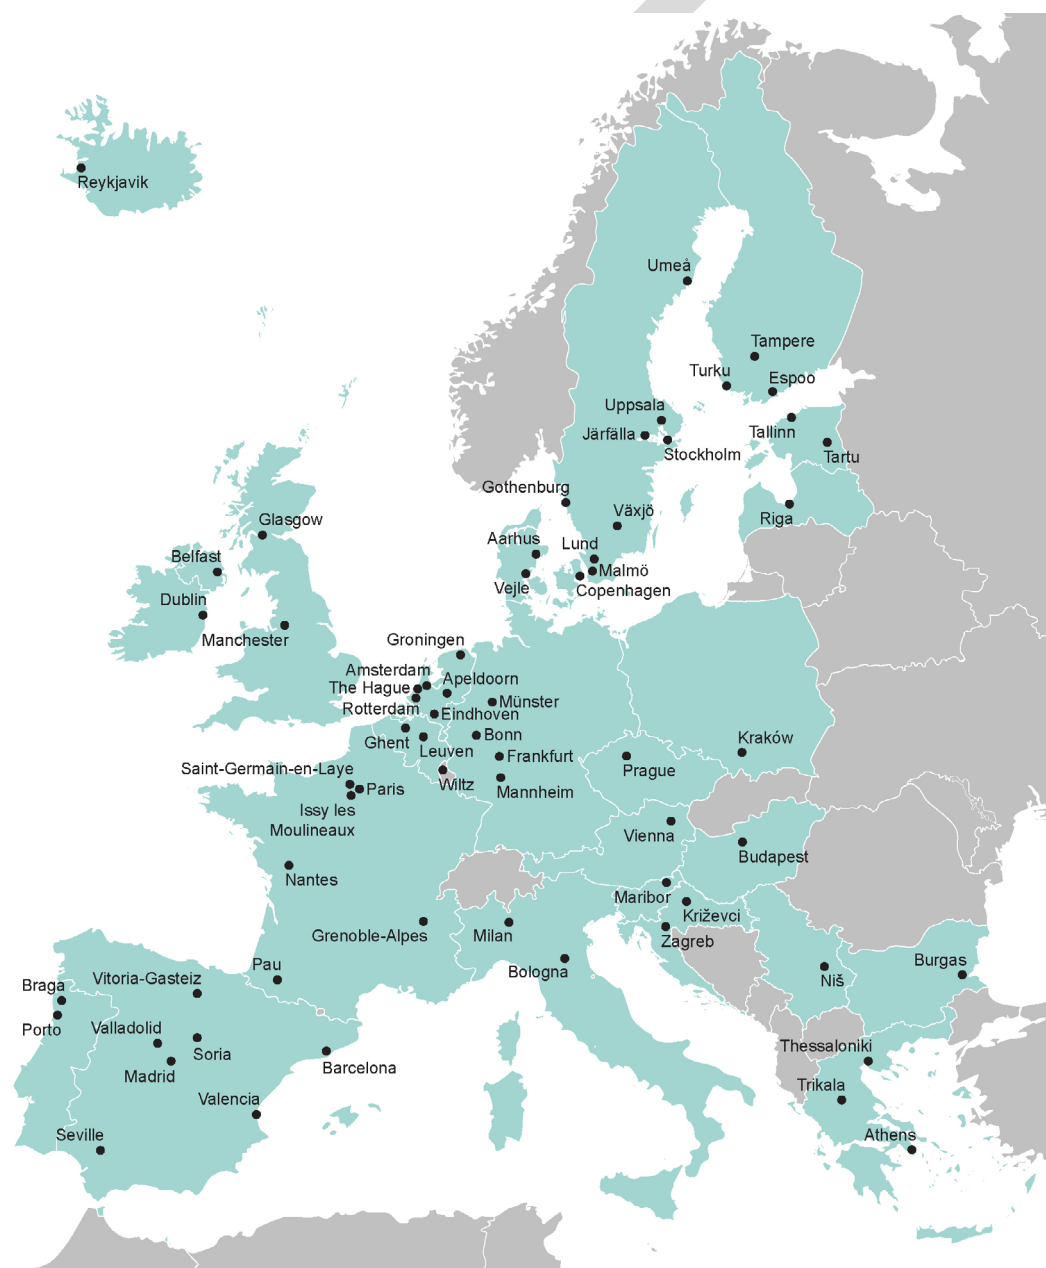 Reykjavik
Umeå
Tampere
Turku
Espoo
Uppsala
Järfälla
Tallinn
Stockholm
Tartu
Gothenburg
Växjö
Riga
Glasgow
Aarhus
Lund
Belfast
Malmö
Vejle
Copenhagen
Dublin
Manchester
Groningen
Amsterdam
Apeldoorn
The Hague
Münster
Rotterdam
Eindhoven
Ghent
Bonn
Leuven
Kraków
Frankfurt
Saint-Germain-en-Laye
Prague
Wiltz
Paris
Mannheim
Issy les
Moulineaux
Vienna
Budapest
Nantes
Maribor
Križevci
Grenoble-Alpes
Milan
Zagreb
Pau
Bologna
Burgas
Vitoria-Gasteiz
Niš
Braga
Porto
Valladolid
Soria
Thessaloniki
Madrid
Barcelona
Trikala
Valencia
Seville
Athens